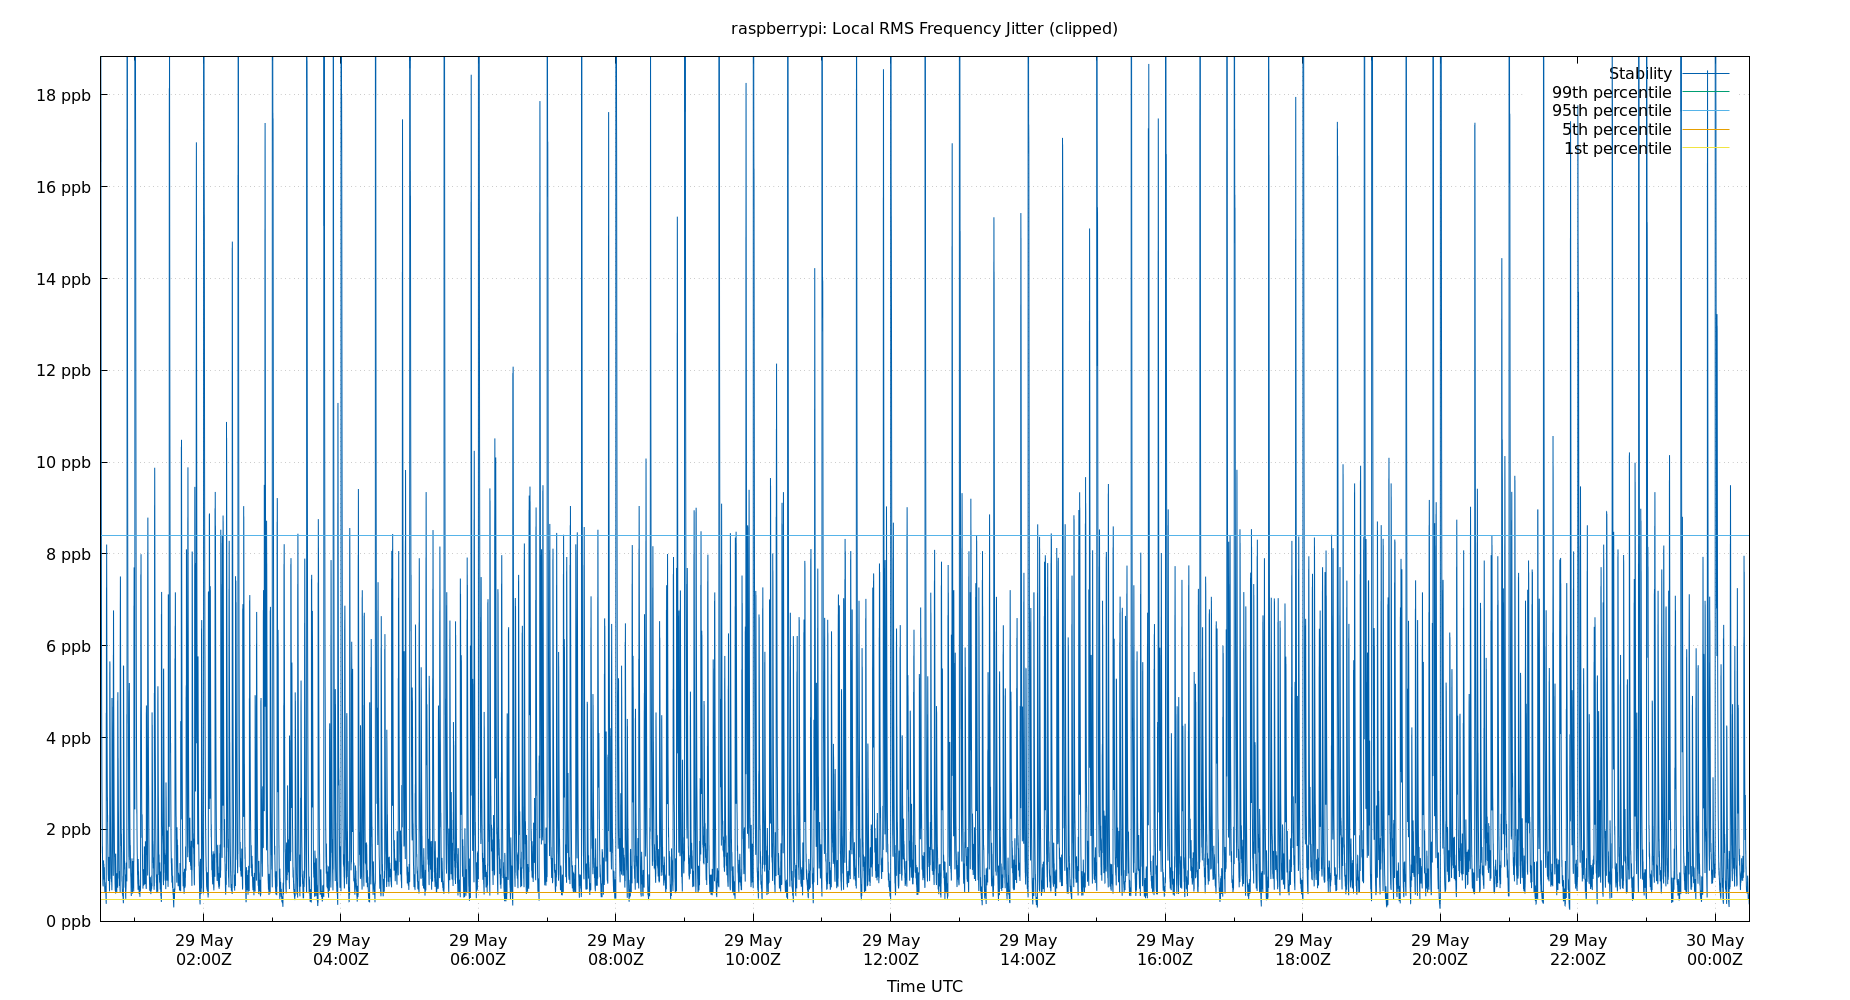 raspberrypi: Local RMS Frequency Jitter (clipped)
Stability
99th percentile
95th percentile
5th percentile
1st percentile
18 ppb
16 ppb
14 ppb
12 ppb
10 ppb
8 ppb
6 ppb
4 ppb
2 ppb
0 ppb
29 May 29 May 29 May 29 May 29 May 29 May 29 May 29 May 29 May 29 May 29 May 30 May
02:00Z 04:00Z 06:00Z 08:00Z 10:00Z 12:00Z 14:00Z 16:00Z 18:00Z 20:00Z 22:00Z 00:00Z
Time UTC